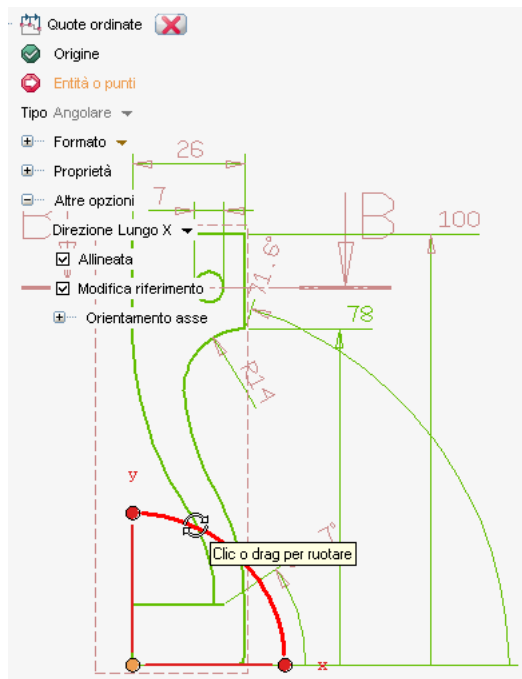 Quote ordinate
Origine
Entità o punti
Tipo Angolare
Formato
26
Proprietà
Altre opzioni
7
B
100
Direzione Lungo X
Allineata
71.6°
Modifica riferimento
78
Orientamento asse
R14
y
7°
Clic o drag per ruotare
x